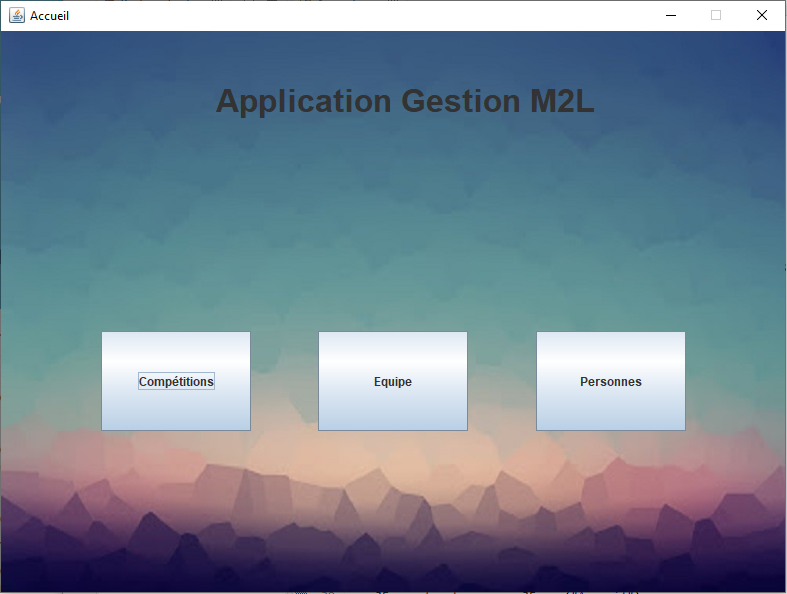 Accueil
Application Gestion M2L
Compétitions
Equipe
Personnes